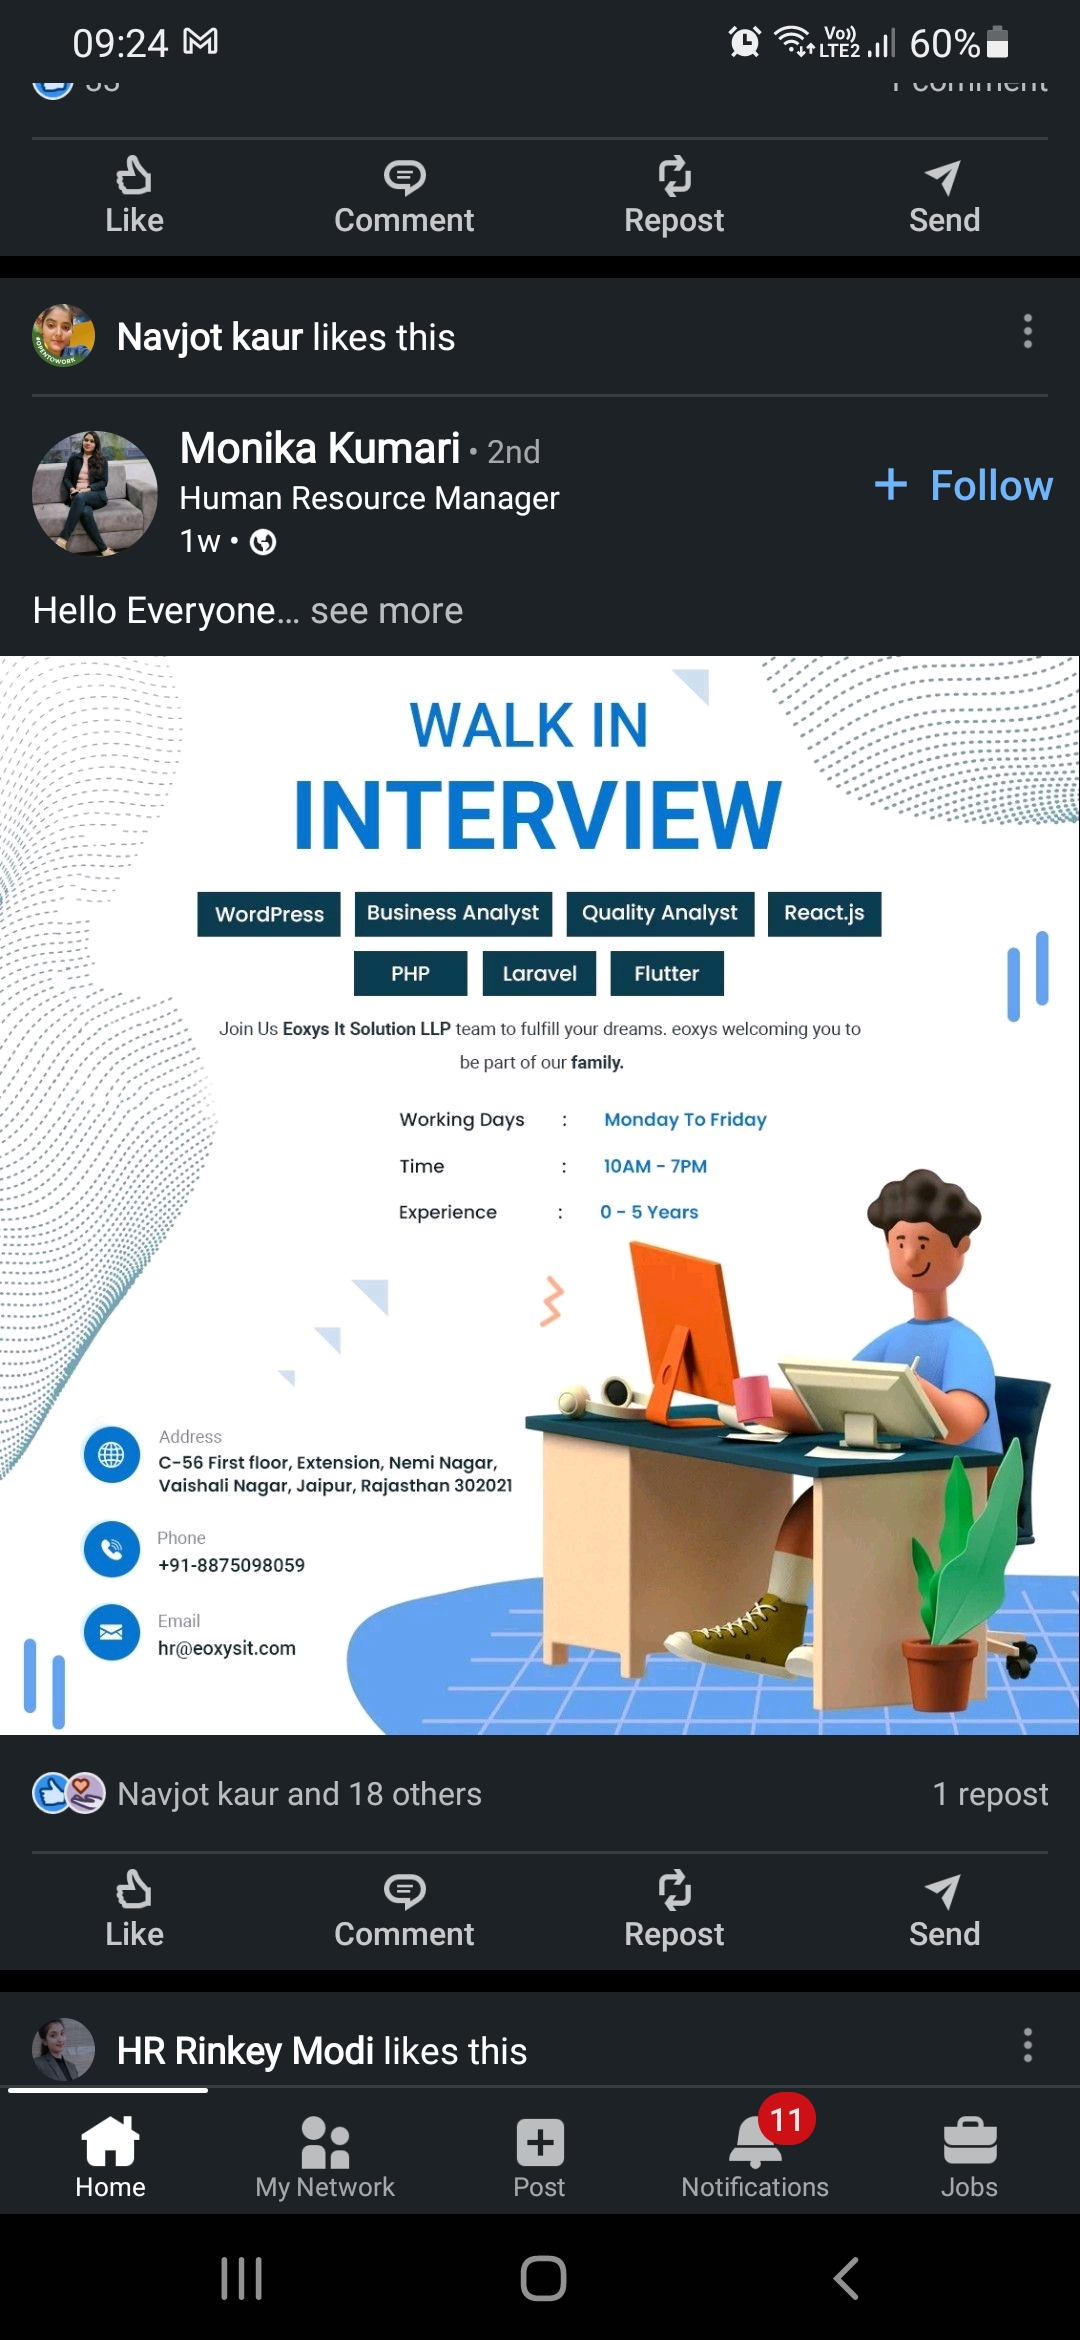 09:24
Vo))
LTE2
60%
1 comment
Like
Comment
Repost
Send
Navjot kaur likes this
#OPENTOWORK
Monika Kumari • 2nd
Human Resource Manager
1w •
+ Follow
Hello Everyone... see more
WALK IN
INTERVIEW
WordPress Business Analyst Quality Analyst React.js
PHP Laravel Flutter
Join Us Eoxys It Solution LLP team to fulfill your dreams. eoxys welcoming you to
be part of our family.
Working Days : Monday To Friday
Time : 10AM - 7PM
Experience : 0 - 5 Years
Address
C-56 First floor, Extension, Nemi Nagar,
Vaishali Nagar, Jaipur, Rajasthan 302021
Phone
+91-8875098059
Email
hr@eoxysit.com
Navjot kaur and 18 others
1 repost
Like
Comment
Repost
Send
HR Rinkey Modi likes this
11
Home
My Network
Post
Notifications
Jobs